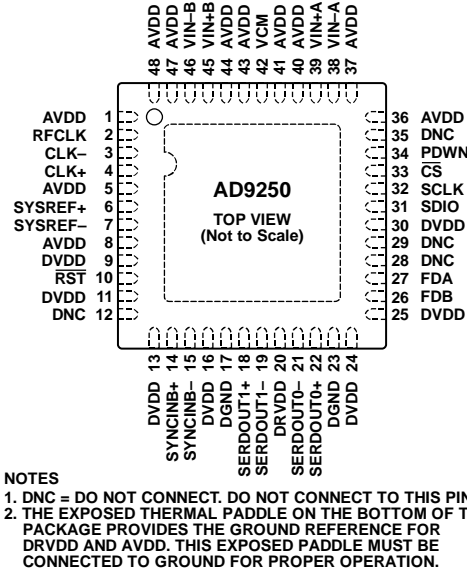 48 AVDD
47 AVDD
46 VIN–B
45 VIN+B
44 AVDD
43 AVDD
42 VCM
41 AVDD
40 AVDD
39 VIN+A
38 VIN–A
37 AVDD
AVDD 1
RFCLK 2
CLK– 3
CLK+ 4
AVDD 5
SYSREF+ 6
SYSREF– 7
AVDD 8
DVDD 9
RST 10
DVDD 11
DNC 12
AD9250
TOP VIEW
(Not to Scale)
36 AVDD
35 DNC
34 PDWN
33 CS
32 SCLK
31 SDIO
30 DVDD
29 DNC
28 DNC
27 FDA
26 FDB
25 DVDD
DVDD 13
SYNCINB+ 14
SYNCINB– 15
DVDD 16
DGND 17
SERDOUT1+ 18
SERDOUT1– 19
DRVDD 20
SERDOUT0– 21
SERDOUT0+ 22
DGND 23
DVDD 24
NOTES
1. DNC = DO NOT CONNECT. DO NOT CONNECT TO THIS PIN
2. THE EXPOSED THERMAL PADDLE ON THE BOTTOM OF
PACKAGE PROVIDES THE GROUND REFERENCE FOR
DRVDD AND AVDD. THIS EXPOSED PADDLE MUST BE
CONNECTED TO GROUND FOR PROPER OPERATION.